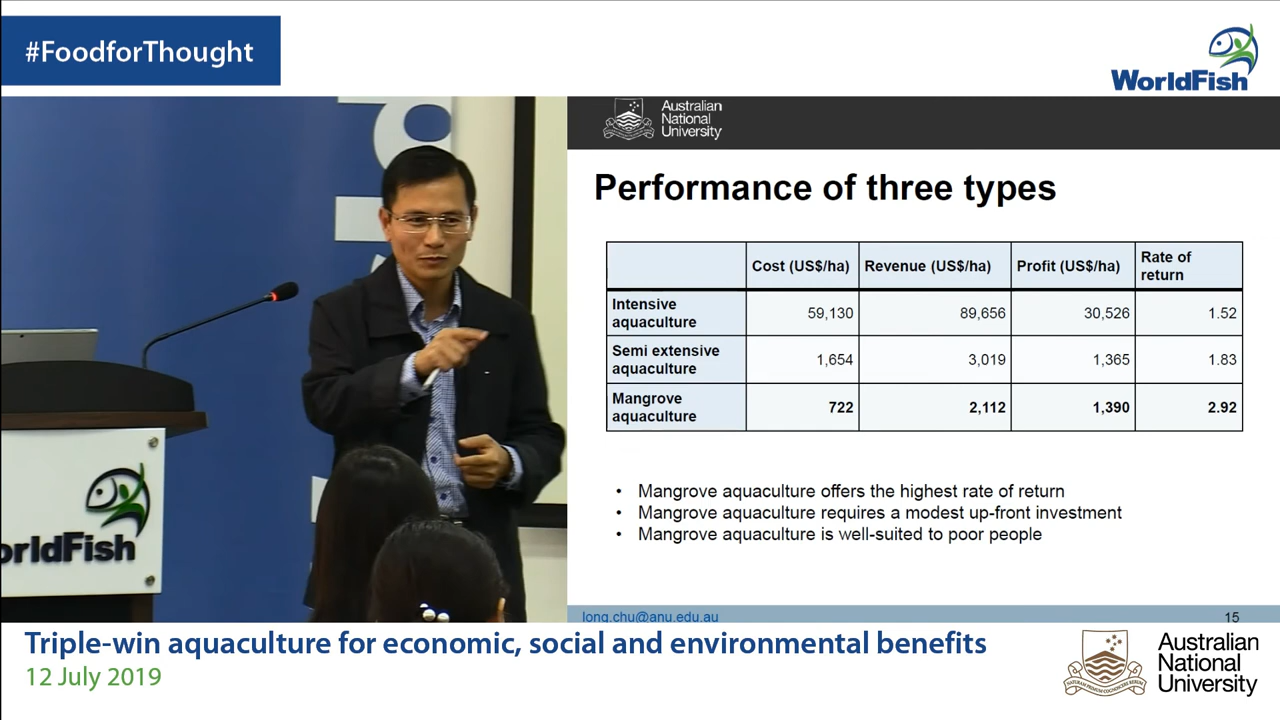 #FoodforThought
WorldFish
Australian
National
University
Performance of three types
Cost (US$/ha) Revenue (US$/ha) Profit (US$/ha) Rate of return
Intensive aquaculture 59,130 89,656 30,526 1.52
Semi extensive aquaculture 1,654 3,019 1,365 1.83
Mangrove aquaculture 722 2,112 1,390 2.92
• Mangrove aquaculture offers the highest rate of return
• Mangrove aquaculture requires a modest up-front investment
• Mangrove aquaculture is well-suited to poor people
long.chu@anu.edu.au 15
orldFish
Triple-win aquaculture for economic, social and environmental benefits
12 July 2019
Australian
National
University